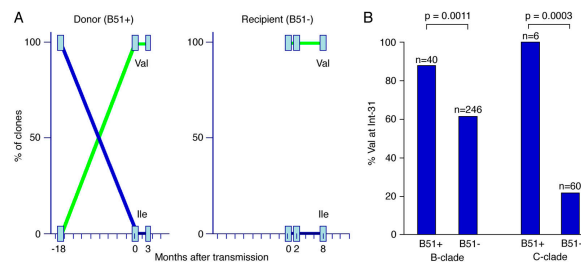 A
Donor (B51+)
Recipient (B51-)
% of clones
100
50
0
Val
Ile
-18
0
3
100
50
0
Val
Ile
0
2
8
Months after transmission
B
p = 0.0011
p = 0.0003
% Val at Int-31
100
80
60
40
20
0
n=40
n=246
n=6
n=60
B51+
B51-
B51+
B51-
B-clade
C-clade